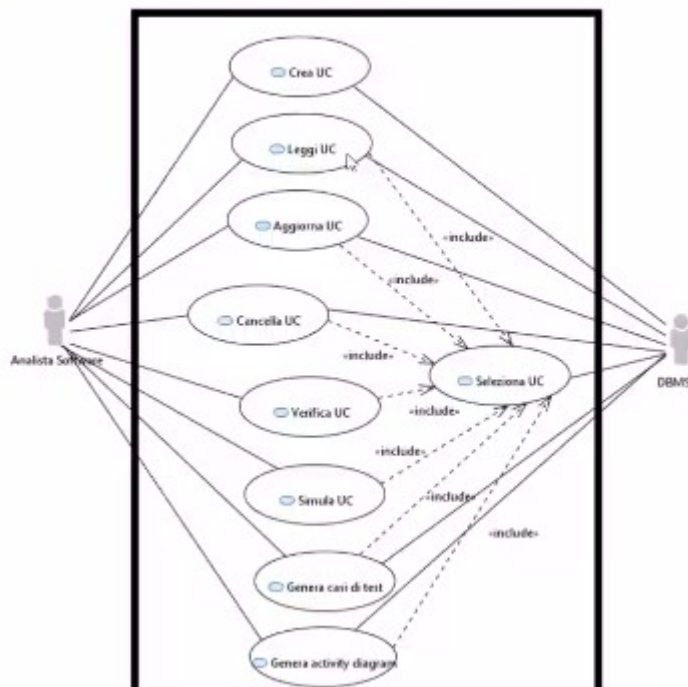 Crea UC
Leggi UC
Aggiorna UC
«include»
«include»
Cancella UC
«include»
Analista Software
Seleziona UC
DBMS
Verifica UC
«include»
«include»
Simula UC
«include»
«include»
Genera casi di test
Genera activity diagram